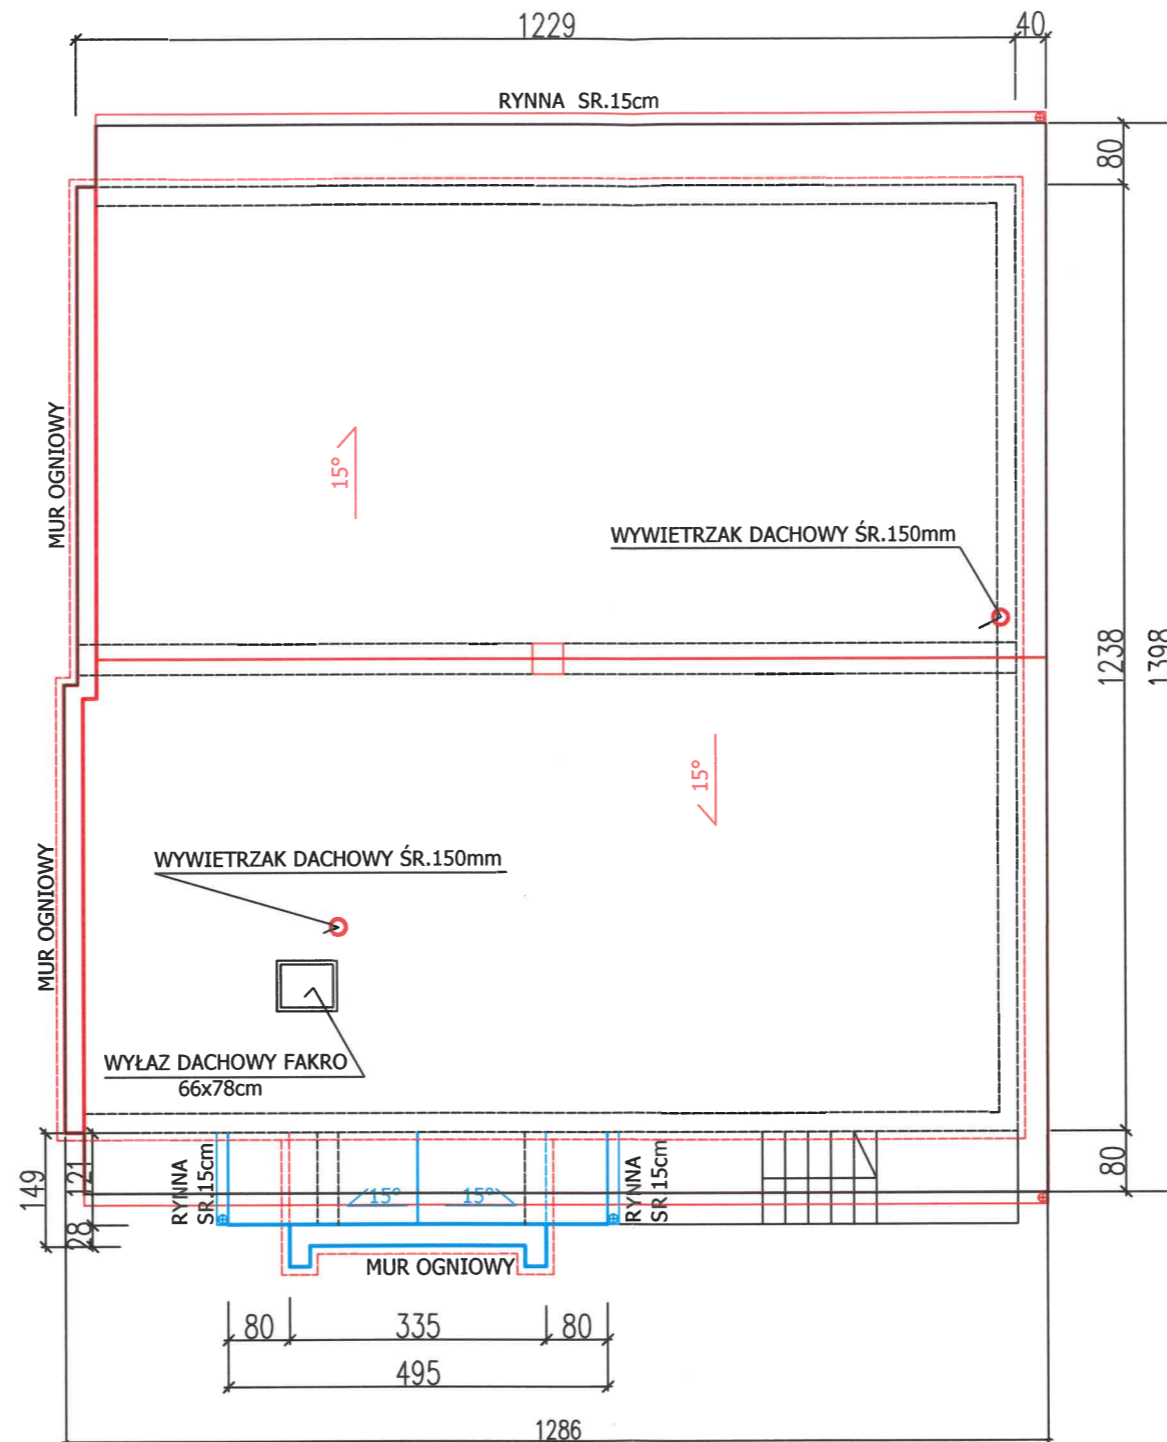 1229
40
RYNNA SR.15cm
80
MUR OGNIOWY
15°
WYWIETRZAK DACHOWY ŚR.150mm
1238
1398
15°
MUR OGNIOWY
WYWIETRZAK DACHOWY ŚR.150mm
WYŁAZ DACHOWY FAKRO
66x78cm
149
121
28
RYNNA
SR.15cm
15°
15°
RYNNA
SR 15cm
80
MUR OGNIOWY
80
335
80
495
1286